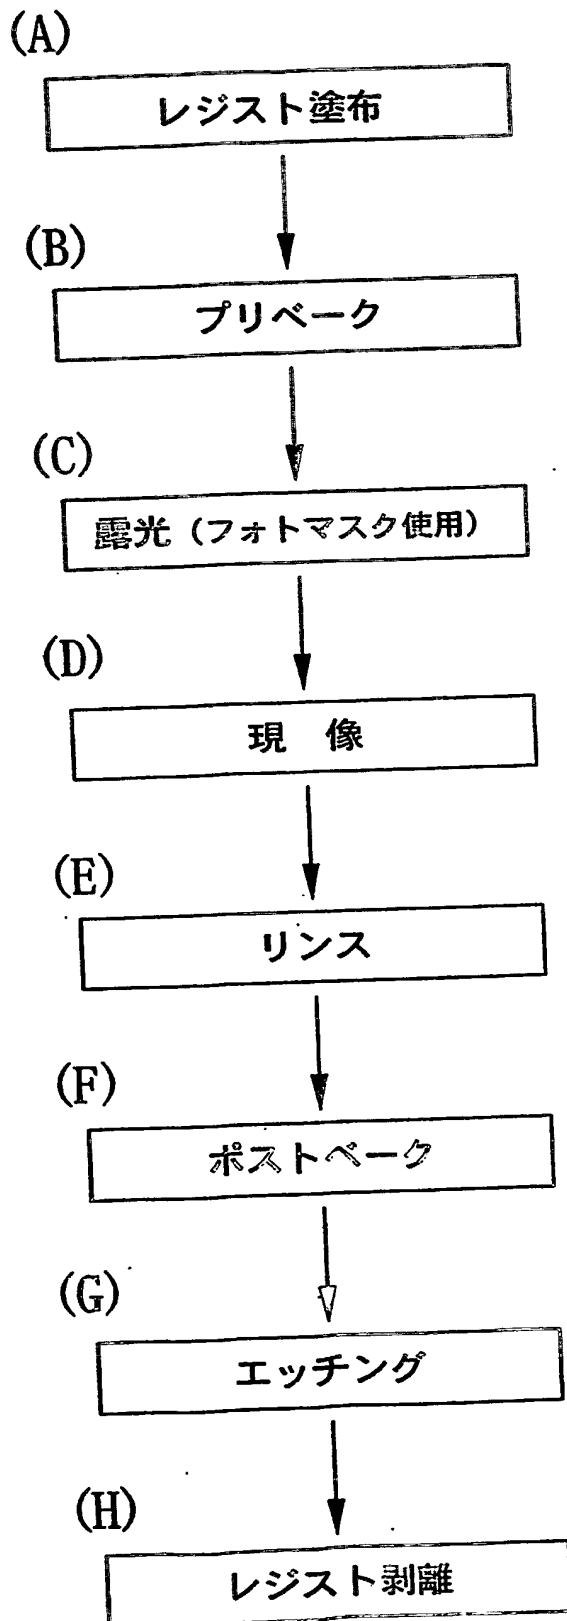 (A)
レジスト塗布
(B)
プリベーク
(C)
露光（フォトマスク使用）
(D)
現　像
(E)
リンス
(F)
ポストベーク
(G)
エッチング
(H)
レジスト剥離